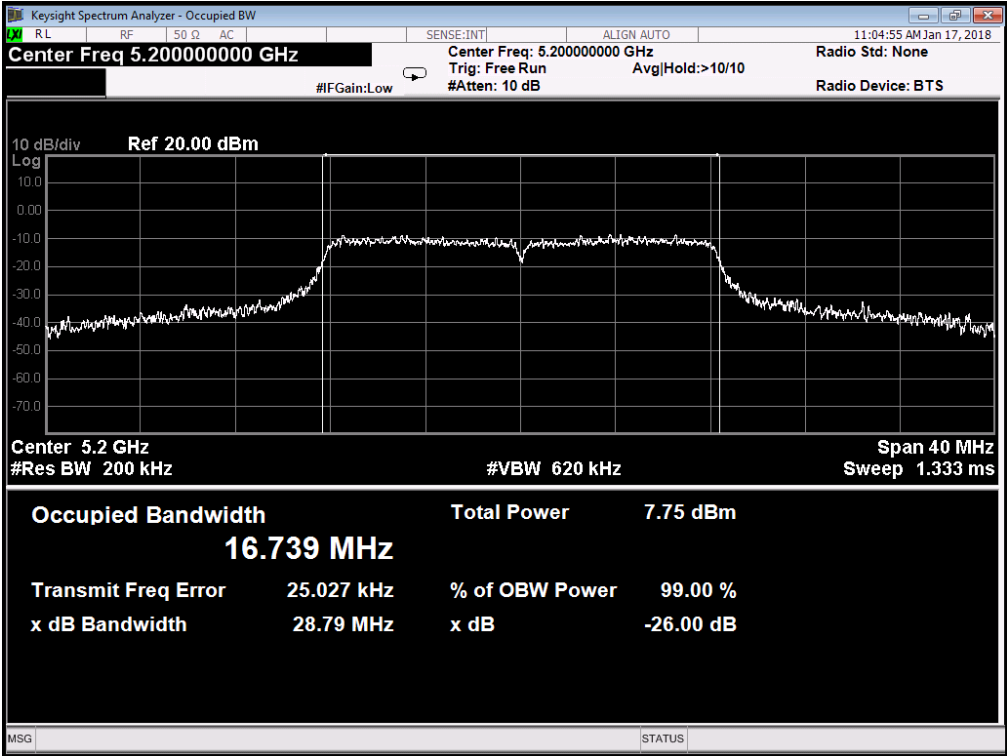 Keysight Spectrum Analyzer - Occupied BW
LXI RL RF 50 Ω AC SENSE:INT ALIGN AUTO 11:04:55 AM Jan 17, 2018
Center Freq 5.200000000 GHz Center Freq: 5.200000000 GHz Radio Std: None
Trig: Free Run Avg|Hold:>10/10
#IFGain:Low #Atten: 10 dB Radio Device: BTS
10 dB/div Ref 20.00 dBm
Log
10.0
0.00
-10.0
-20.0
-30.0
-40.0
-50.0
-60.0
-70.0
Center 5.2 GHz Span 40 MHz
#Res BW 200 kHz #VBW 620 kHz Sweep 1.333 ms
Occupied Bandwidth Total Power 7.75 dBm
16.739 MHz
Transmit Freq Error 25.027 kHz % of OBW Power 99.00 %
x dB Bandwidth 28.79 MHz x dB -26.00 dB
MSG STATUS